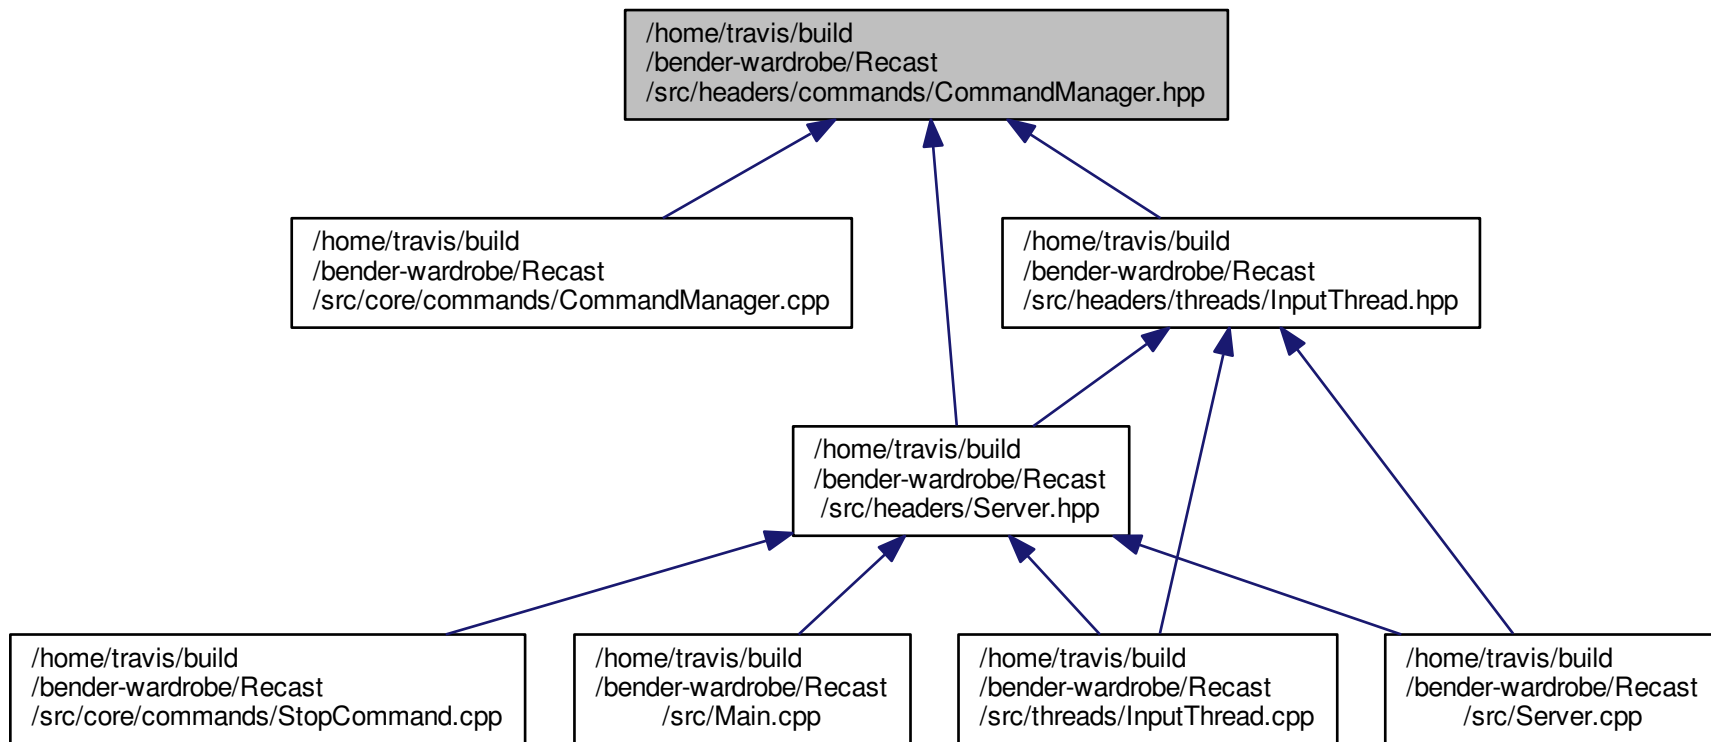 /home/travis/build
/bender-wardrobe/Recast
/src/headers/commands/CommandManager.hpp
/home/travis/build
/bender-wardrobe/Recast
/src/core/commands/CommandManager.cpp
/home/travis/build
/bender-wardrobe/Recast
/src/headers/threads/InputThread.hpp
/home/travis/build
/bender-wardrobe/Recast
/src/headers/Server.hpp
/home/travis/build
/bender-wardrobe/Recast
/src/core/commands/StopCommand.cpp
/home/travis/build
/bender-wardrobe/Recast
/src/Main.cpp
/home/travis/build
/bender-wardrobe/Recast
/src/threads/InputThread.cpp
/home/travis/build
/bender-wardrobe/Recast
/src/Server.cpp